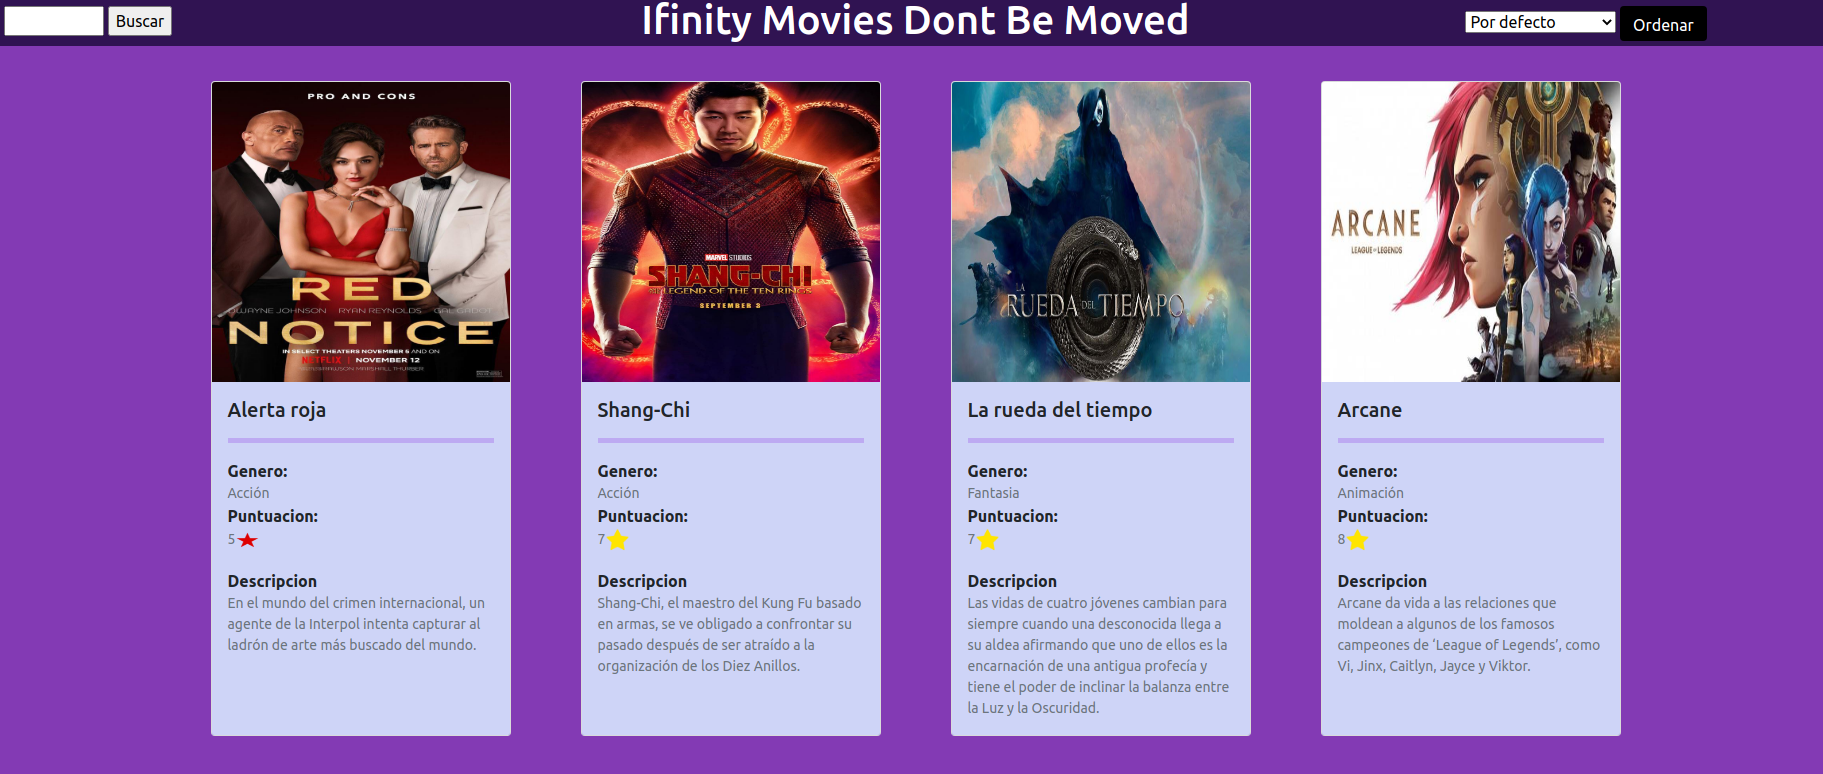 Buscar
Ifinity Movies Dont Be Moved
Por defecto
Ordenar
PRO AND CONS
RED
DWAYNE JOHNSON RYAN REYNOLDS GAL GADOT
NOTICE
IN SELECT THEATERS NOVEMBER 5 AND ON
NETFLIX | NOVEMBER 12
Alerta roja
Genero:
Acción
Puntuacion:
5
Descripcion
En el mundo del crimen internacional, un
agente de la Interpol intenta capturar al
ladrón de arte más buscado del mundo.
MARVEL STUDIOS
SHANG-CHI
LEGEND OF THE TEN RINGS
SEPTEMBER 3
Shang-Chi
Genero:
Acción
Puntuacion:
7
Descripcion
Shang-Chi, el maestro del Kung Fu basado
en armas, se ve obligado a confrontar su
pasado después de ser atraído a la
organización de los Diez Anillos.
LA
RUEDA DEL TIEMPO
La rueda del tiempo
Genero:
Fantasia
Puntuacion:
7
Descripcion
Las vidas de cuatro jóvenes cambian para
siempre cuando una desconocida llega a
su aldea afirmando que uno de ellos es la
encarnación de una antigua profecía y
tiene el poder de inclinar la balanza entre
la Luz y la Oscuridad.
ARCANE
LEAGUE OF LEGENDS
Arcane
Genero:
Animación
Puntuacion:
8
Descripcion
Arcane da vida a las relaciones que
moldean a algunos de los famosos
campeones de ‘League of Legends’, como
Vi, Jinx, Caitlyn, Jayce y Viktor.